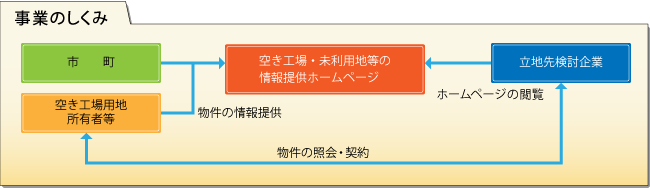 事業のしくみ
市　町
空き工場・未利用地等の
情報提供ホームページ
立地先検討企業
ホームページの閲覧
空き工場用地
所有者等
物件の情報提供
物件の照会・契約